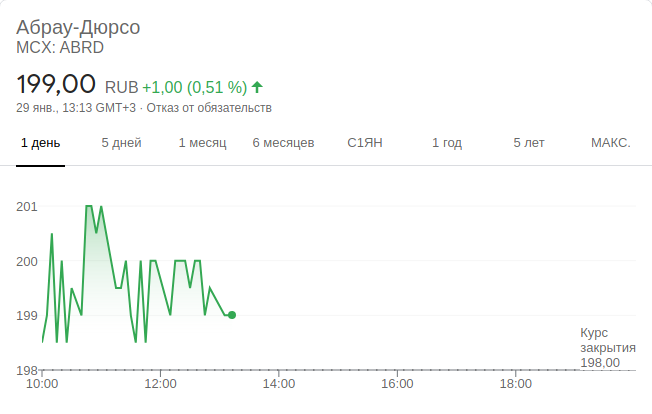 Абрау-Дюрсо
MCX: ABRD
199,00 RUB +1,00 (0,51 %)
29 янв., 13:13 GMT+3 · Отказ от обязательств
1 день 5 дней 1 месяц 6 месяцев С1ЯН 1 год 5 лет МАКС.
201
200
199
Курс
закрытия
198,00
198
10:00 12:00 14:00 16:00 18:00